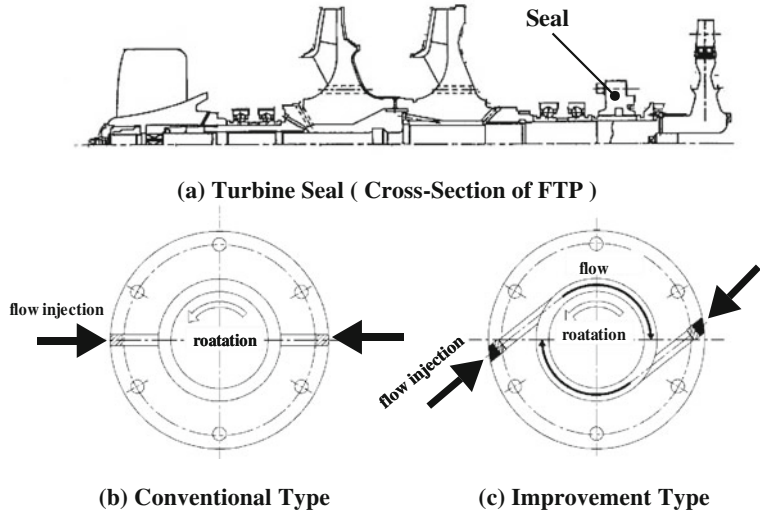 Seal
(a) Turbine Seal ( Cross-Section of FTP )
flow injection
roatation
(b) Conventional Type
flow
roatation
flow injection
(c) Improvement Type